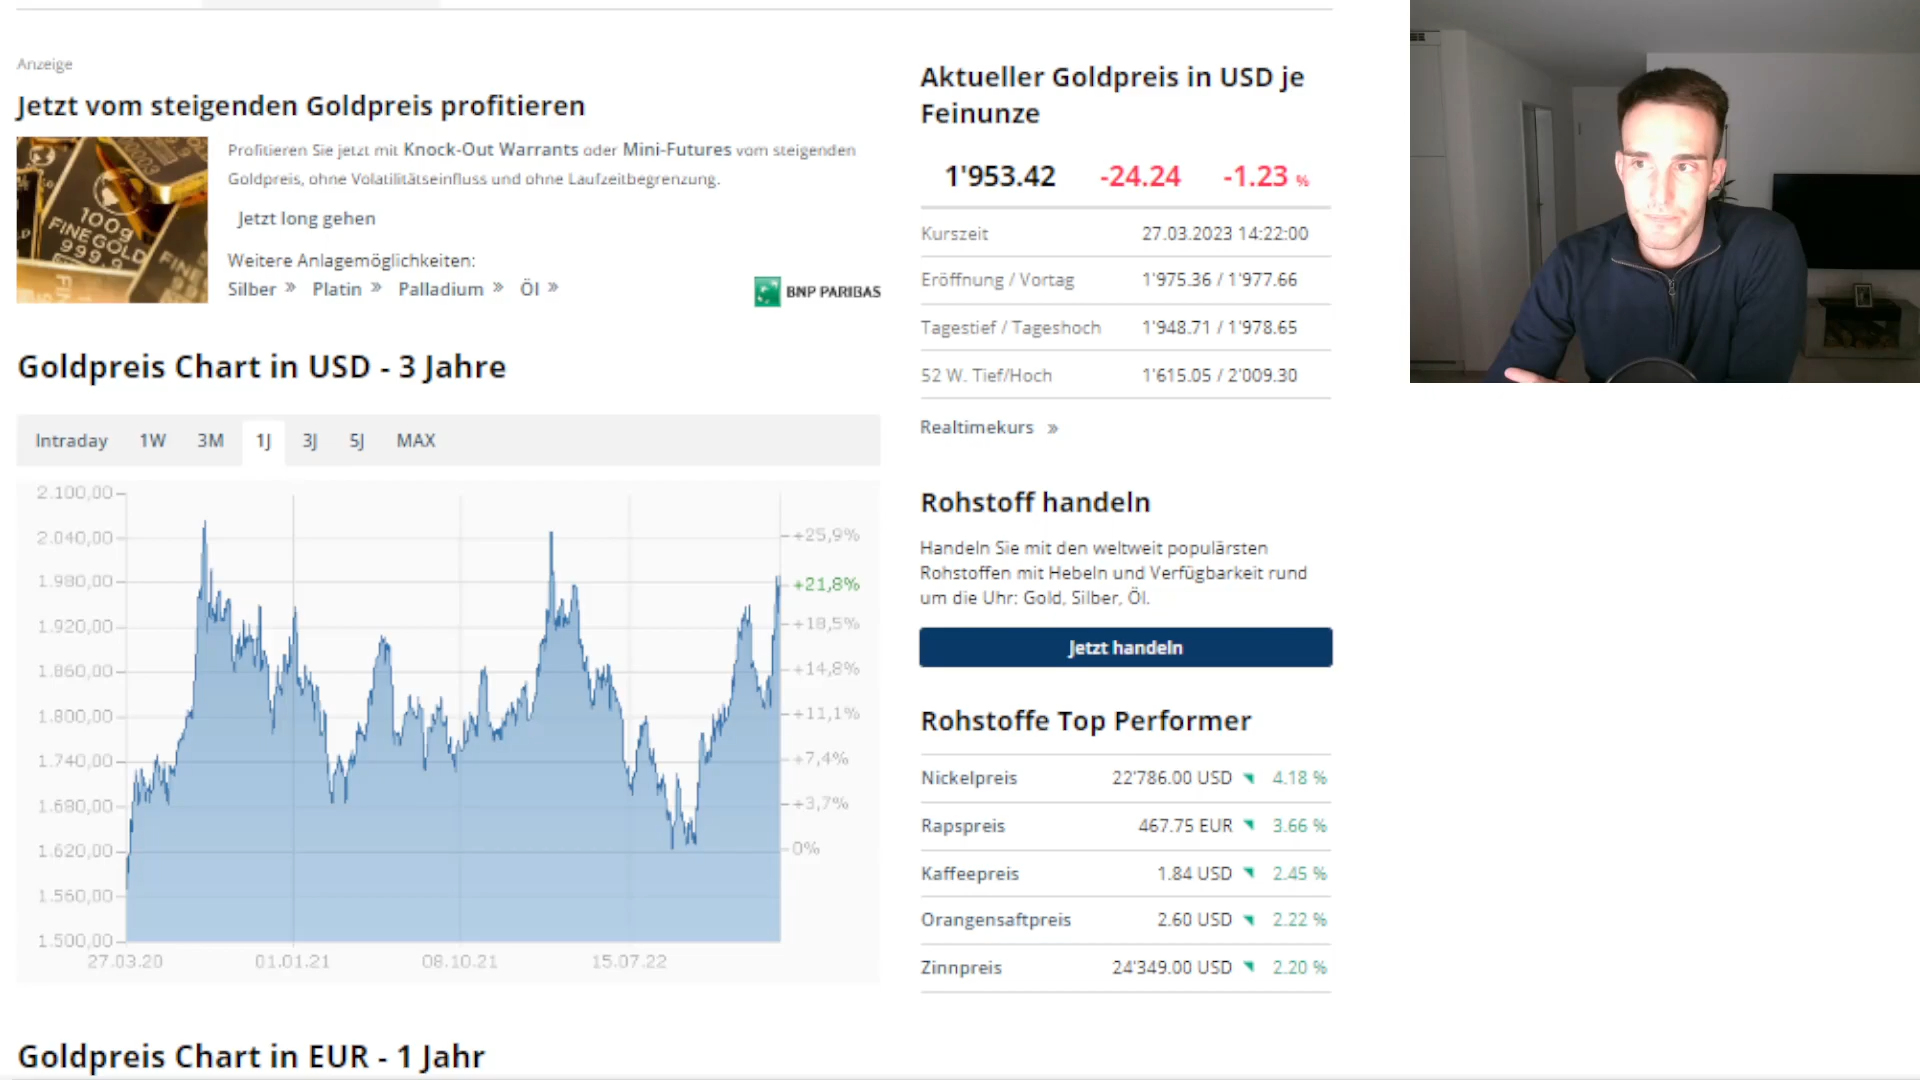 Anzeige
Jetzt vom steigenden Goldpreis profitieren
100g
FINE GOLD
999.9
Profitieren Sie jetzt mit Knock-Out Warrants oder Mini-Futures vom steigenden
Goldpreis, ohne Volatilitätseinfluss und ohne Laufzeitbegrenzung.
Jetzt long gehen
Weitere Anlagemöglichkeiten:
Silber » Platin » Palladium » Öl »
BNP PARIBAS
Goldpreis Chart in USD - 3 Jahre
Intraday 1W 3M 1J 3J 5J MAX
2.100,00
2.040,00
1.980,00
1.920,00
1.860,00
1.800,00
1.740,00
1.680,00
1.620,00
1.560,00
1.500,00
+25,9%
+21,8%
+18,5%
+14,8%
+11,1%
+7,4%
+3,7%
0%
27.03.20 01.01.21 08.10.21 15.07.22
Goldpreis Chart in EUR - 1 Jahr
Aktueller Goldpreis in USD je
Feinunze
1'953.42 -24.24 -1.23 %
Kurszeit 27.03.2023 14:22:00
Eröffnung / Vortag 1'975.36 / 1'977.66
Tagestief / Tageshoch 1'948.71 / 1'978.65
52 W. Tief/Hoch 1'615.05 / 2'009.30
Realtimekurs »
Rohstoff handeln
Handeln Sie mit den weltweit populärsten
Rohstoffen mit Hebeln und Verfügbarkeit rund
um die Uhr: Gold, Silber, Öl.
Jetzt handeln
Rohstoffe Top Performer
Nickelpreis 22'786.00 USD 4.18 %
Rapspreis 467.75 EUR 3.66 %
Kaffeepreis 1.84 USD 2.45 %
Orangensaftpreis 2.60 USD 2.22 %
Zinnpreis 24'349.00 USD 2.20 %